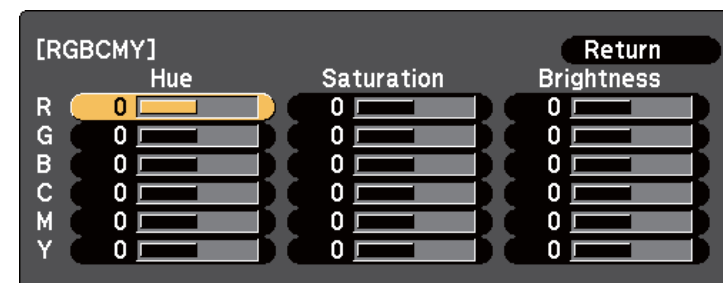 [RGBCMY] Return
Hue Saturation Brightness
R 0 0 0
G 0 0 0
B 0 0 0
C 0 0 0
M 0 0 0
Y 0 0 0